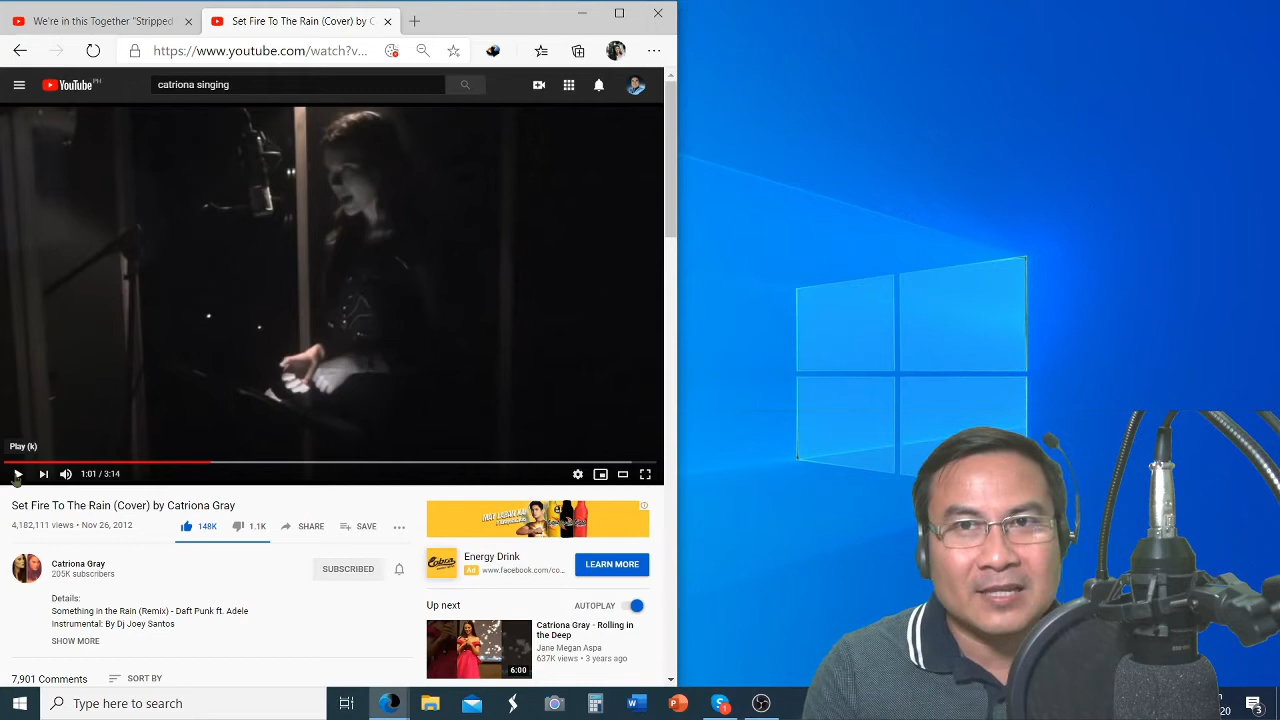 We're in this Together "Stripped
Set Fire To The Rain (Cover) by C
https://www.youtube.com/watch?v...
YouTube PH
catriona singing
Play (k)
1:01 / 3:14
Set Fire To The Rain (Cover) by Catriona Gray
4,182,111 views • Nov 26, 2012
148K
1.1K
SHARE
SAVE
Catriona Gray
205K subscribers
SUBSCRIBED
Details:
Something in the Rain (Remix) - Daft Punk ft. Adele
Instrumental: By Dj Joey Santos
SHOW MORE
7,901 Comments
SORT BY
Cobra
Energy Drink
Ad www.facebook.com/co...
LEARN MORE
Up next
AUTOPLAY
Catriona Gray - Rolling in the Deep
Jane Megan Aspa
637K views • 3 years ago
6:00
Type here to search
1
20
3